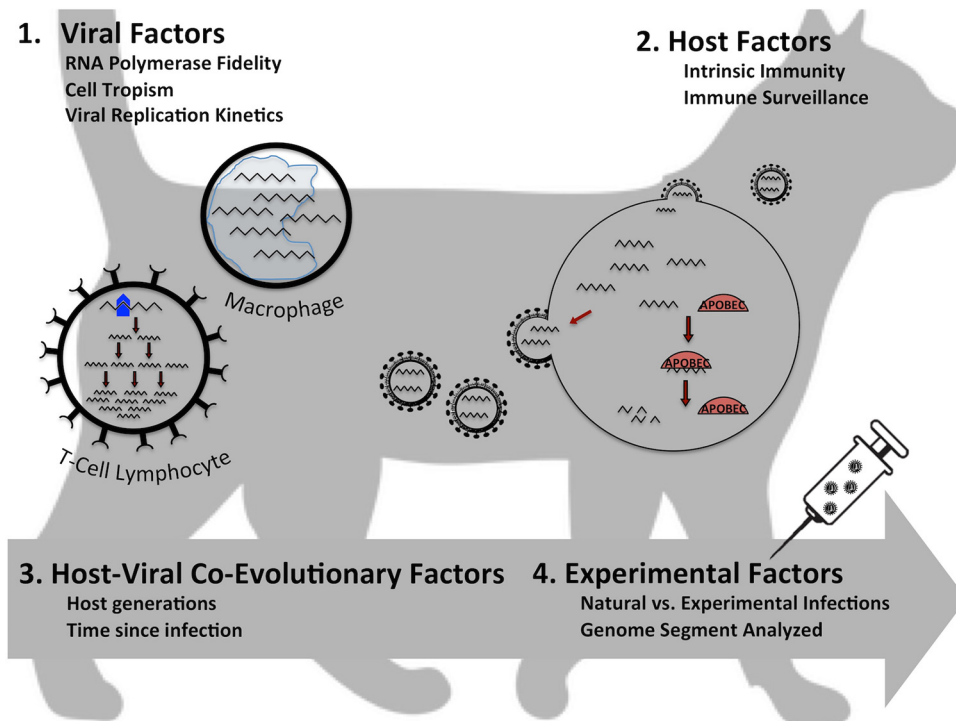 1. Viral Factors
RNA Polymerase Fidelity
Cell Tropism
Viral Replication Kinetics
2. Host Factors
Intrinsic Immunity
Immune Surveillance
Macrophage
T-Cell Lymphocyte
APOBEC
APOBEC
APOBEC
3. Host-Viral Co-Evolutionary Factors
Host generations
Time since infection
4. Experimental Factors
Natural vs. Experimental Infections
Genome Segment Analyzed